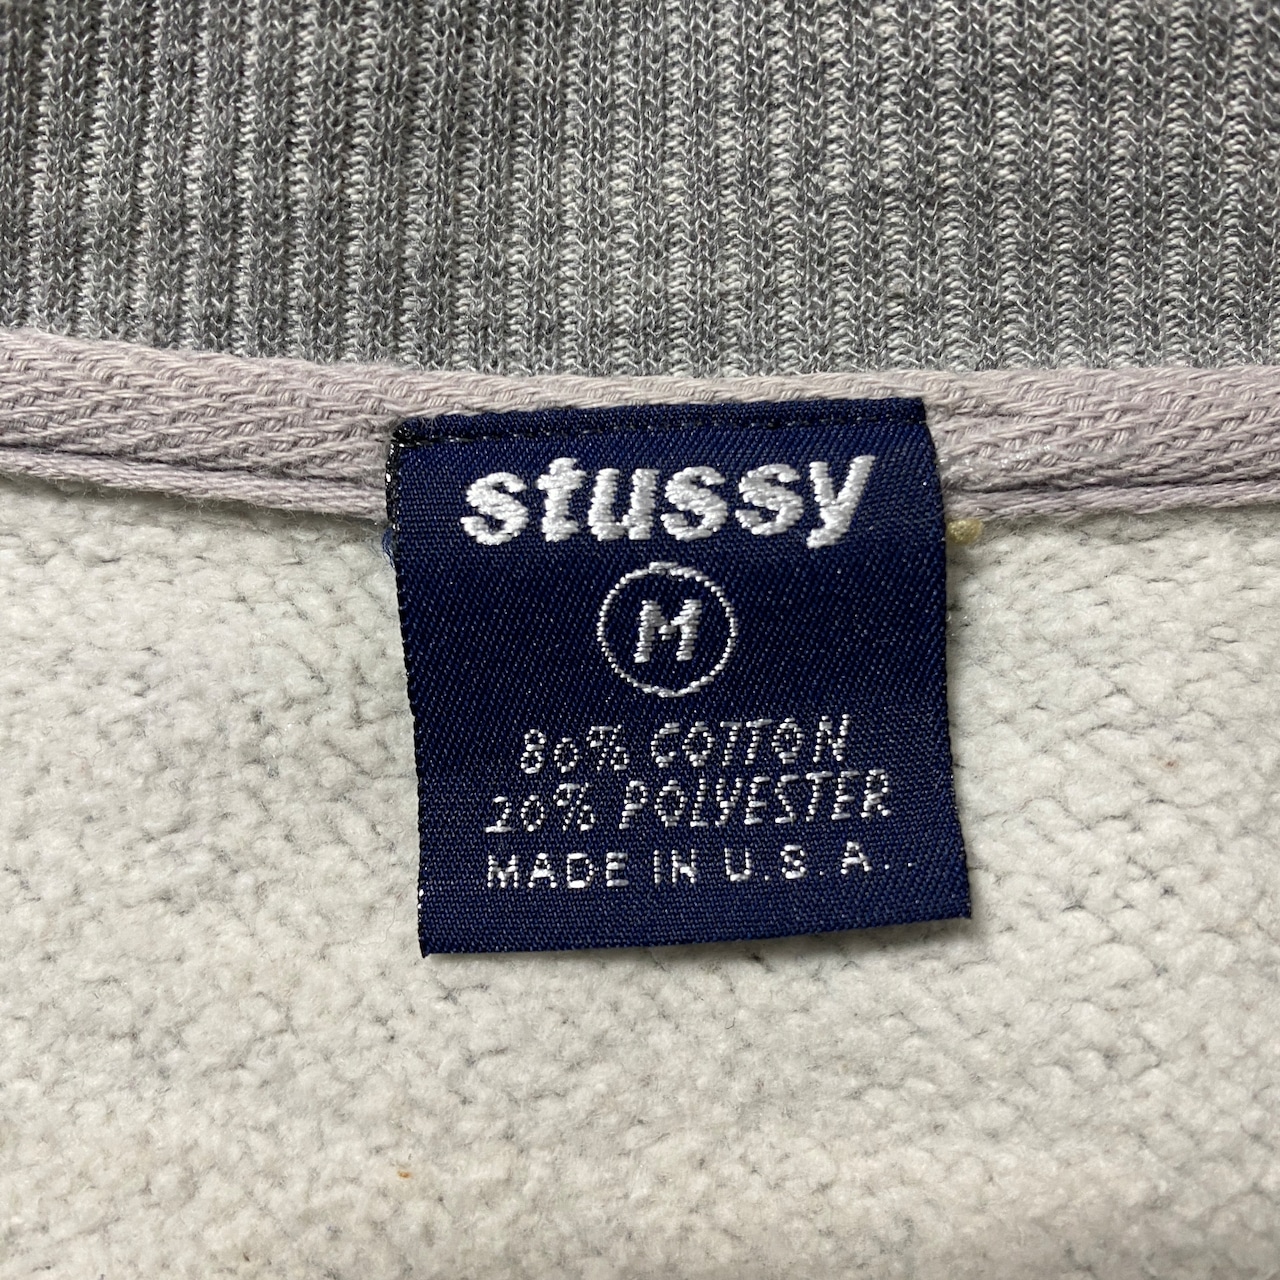 stussy
M
80% COTTON
20% POLYESTER
MADE IN U.S.A.